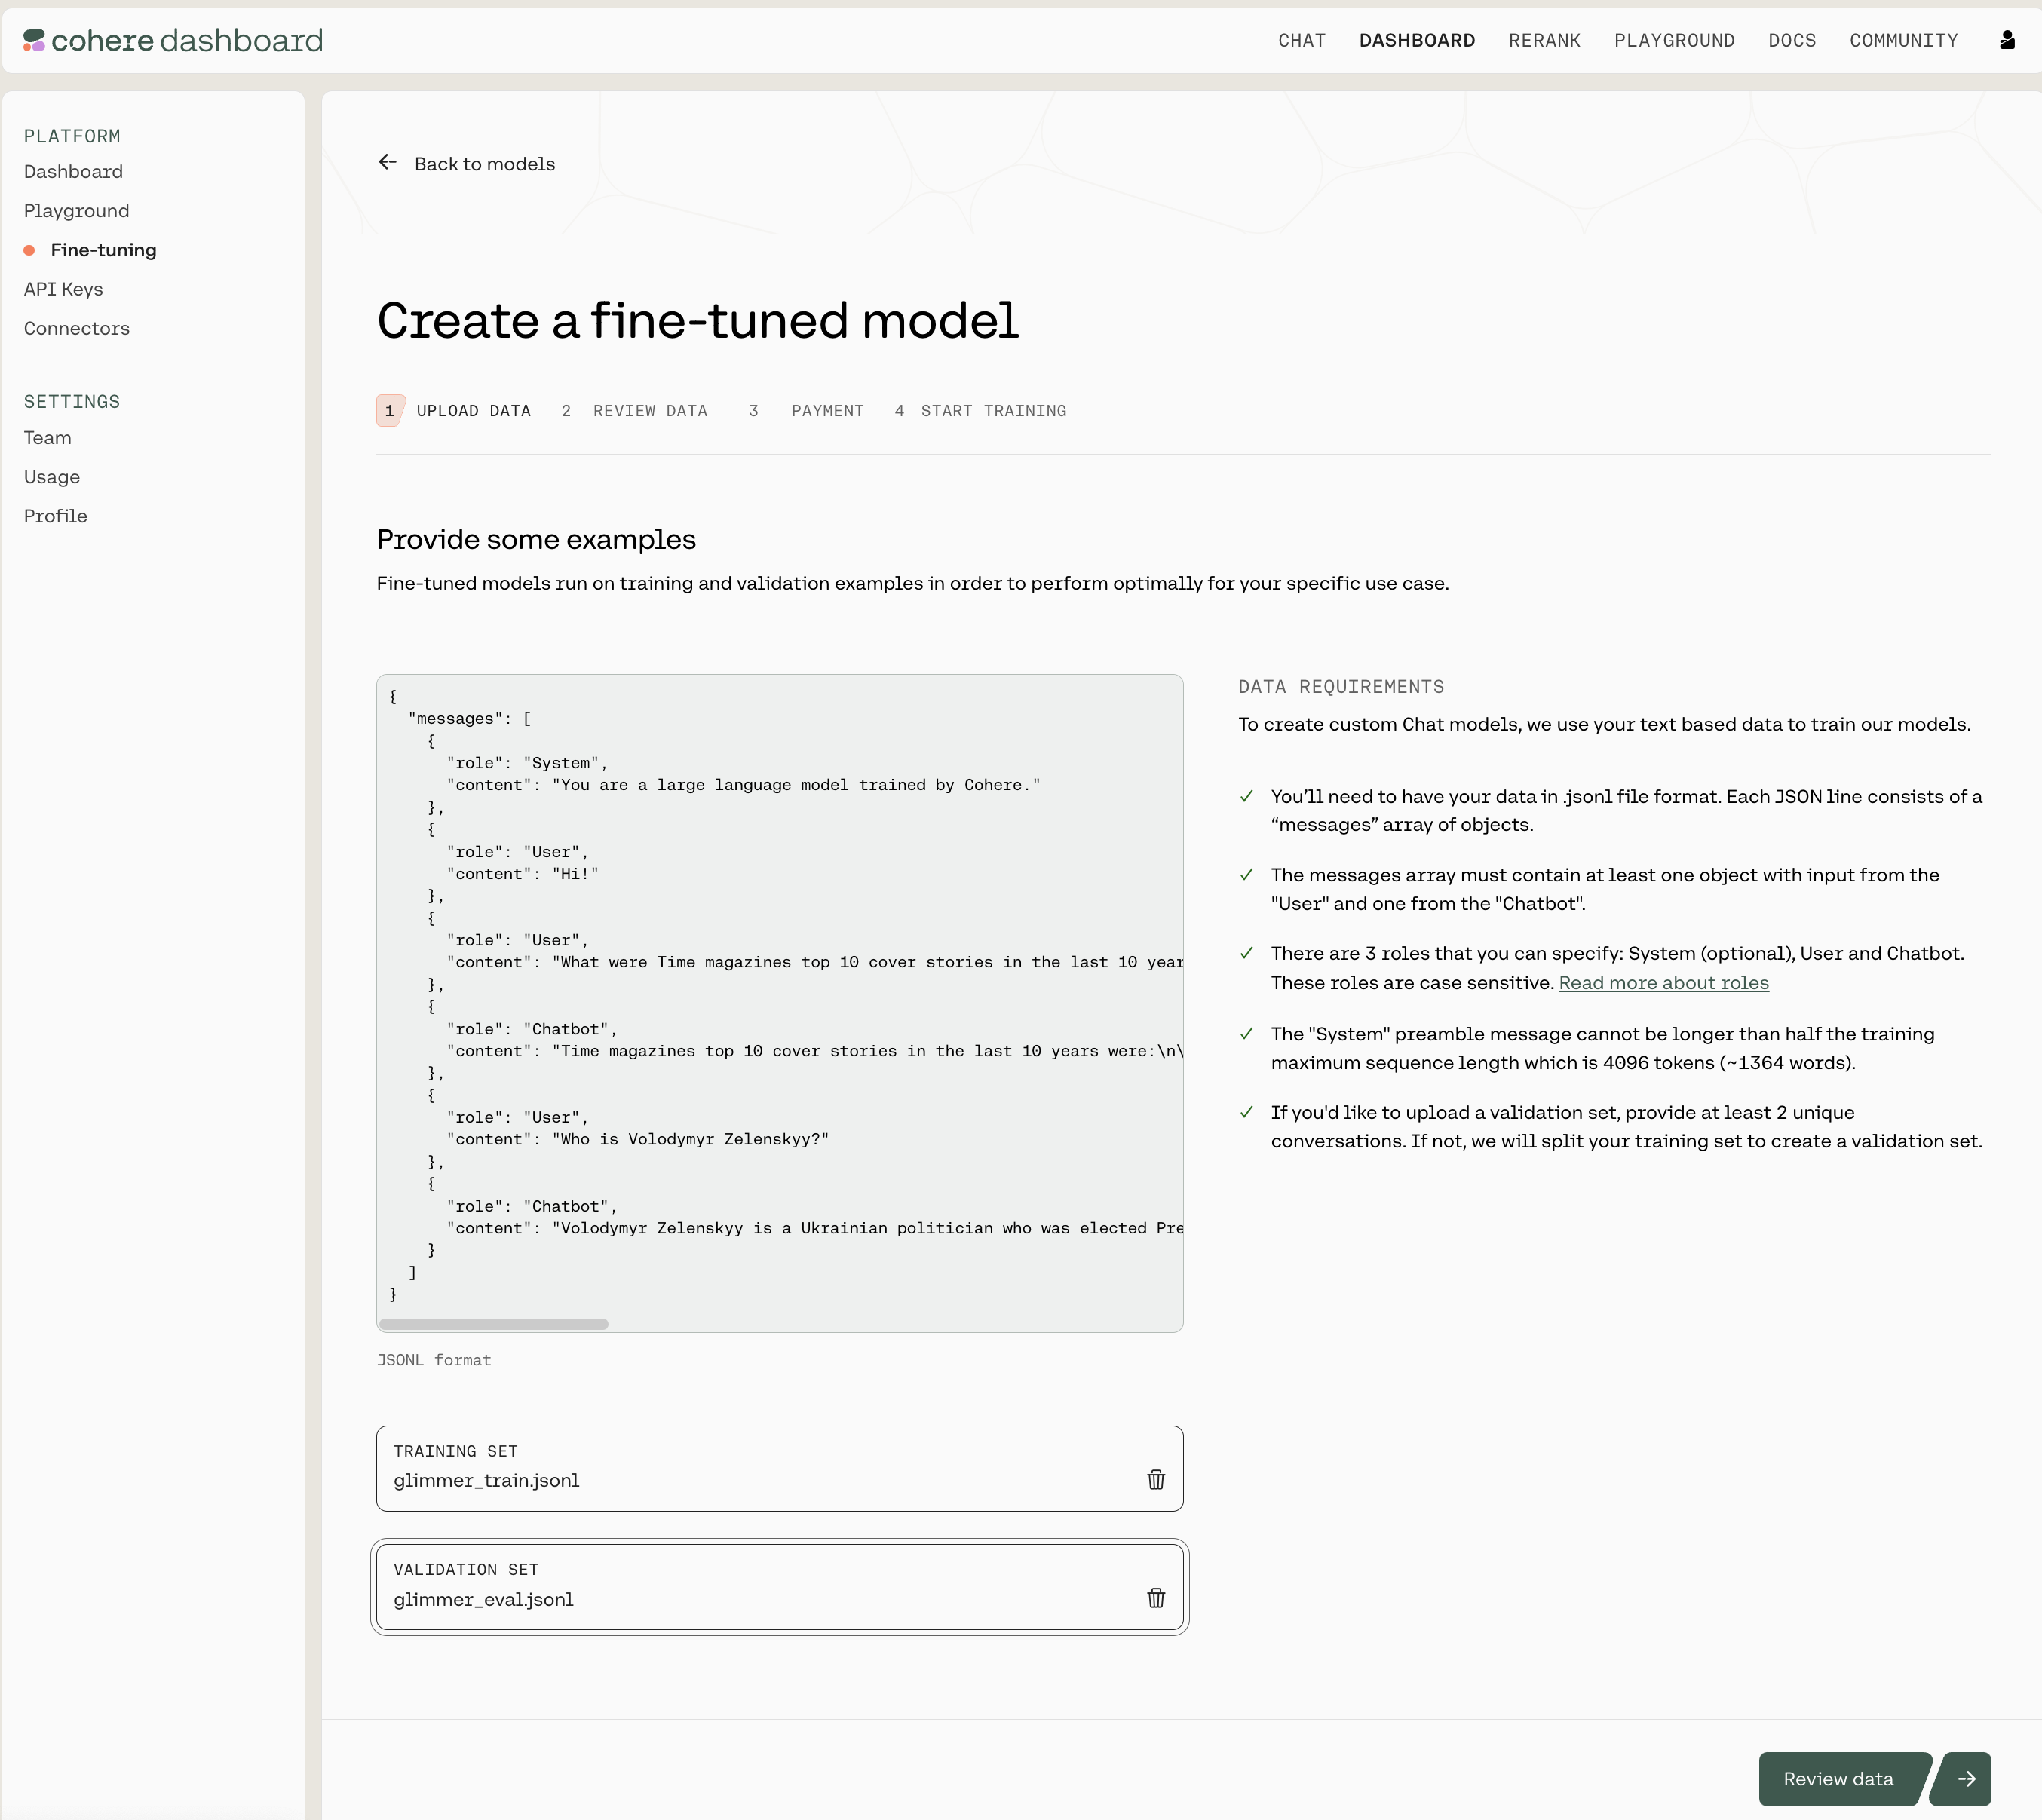 cohere dashboard
CHAT DASHBOARD RERANK PLAYGROUND DOCS COMMUNITY
PLATFORM
Dashboard
Playground
Fine-tuning
API Keys
Connectors
SETTINGS
Team
Usage
Profile
Back to models
Create a fine-tuned model
1 UPLOAD DATA 2 REVIEW DATA 3 PAYMENT 4 START TRAINING
Provide some examples
Fine-tuned models run on training and validation examples in order to perform optimally for your specific use case.
{
  "messages": [
    {
      "role": "System",
      "content": "You are a large language model trained by Cohere."
    },
    {
      "role": "User",
      "content": "Hi!"
    },
    {
      "role": "User",
      "content": "What were Time magazines top 10 cover stories in the last 10 year
    },
    {
      "role": "Chatbot",
      "content": "Time magazines top 10 cover stories in the last 10 years were:\n\
    },
    {
      "role": "User",
      "content": "Who is Volodymyr Zelenskyy?"
    },
    {
      "role": "Chatbot",
      "content": "Volodymyr Zelenskyy is a Ukrainian politician who was elected Pre
    }
  ]
}
JSONL format
DATA REQUIREMENTS
To create custom Chat models, we use your text based data to train our models.
You’ll need to have your data in .jsonl file format. Each JSON line consists of a
“messages” array of objects.
The messages array must contain at least one object with input from the
"User" and one from the "Chatbot".
There are 3 roles that you can specify: System (optional), User and Chatbot.
These roles are case sensitive. Read more about roles
The "System" preamble message cannot be longer than half the training
maximum sequence length which is 4096 tokens (~1364 words).
If you'd like to upload a validation set, provide at least 2 unique
conversations. If not, we will split your training set to create a validation set.
TRAINING SET
glimmer_train.jsonl
VALIDATION SET
glimmer_eval.jsonl
Review data